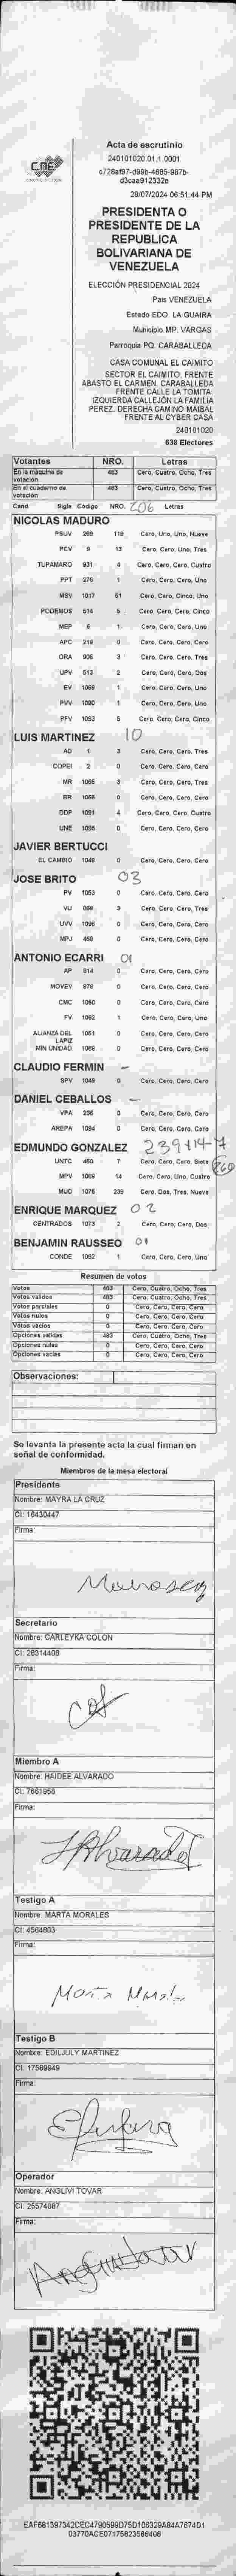 CNE
Acta de escrutinio
240101020.01.1.0001
c728af97-d99b-4685-987b-
d3caa912332e
28/07/2024 06:51:44 PM
PRESIDENTA O
PRESIDENTE DE LA
REPUBLICA
BOLIVARIANA DE
VENEZUELA
ELECCIÓN PRESIDENCIAL 2024
Pais VENEZUELA
Estado EDO. LA GUAIRA
Municipio MP. VARGAS
Parroquia PQ. CARABALLEDA
CASA COMUNAL EL CAIMITO
SECTOR EL CAIMITO. FRENTE
ABASTO EL CARMEN. CARABALLEDA
FRENTE CALLE LA TOMITA.
IZQUIERDA CALLEJÓN LA FAMILIA
PEREZ. DERECHA CAMINO MAIBAL
FRENTE AL CYBER CASA
240101020
638 Electores
Votantes NRO. Letras
En la maquina de votación 483 Cero, Cuatro, Ocho, Tres
En el cuaderno de votación 483 Cero, Cuatro, Ocho, Tres
Cand. Sigla Código NRO. 206 Letras
NICOLAS MADURO
PSUV 269 119 Cero, Uno, Uno, Nueve
PCV 9 13 Cero, Cero, Uno, Tres
TUPAMARO 931 4 Cero, Cero, Cero, Cuatro
PPT 276 1 Cero, Cero, Cero, Uno
MSV 1017 51 Cero, Cero, Cinco, Uno
PODEMOS 514 5 Cero, Cero, Cero, Cinco
MEP 6 1 Cero, Cero, Cero, Uno
APC 218 0 Cero, Cero, Cero, Cero
ORA 906 3 Cero, Cero, Cero, Tres
UPV 513 2 Cero, Cero, Cero, Dos
EV 1089 1 Cero, Cero, Cero, Uno
PVV 1090 1 Cero, Cero, Cero, Uno
PFV 1093 5 Cero, Cero, Cero, Cinco
LUIS MARTINEZ 10
AD 1 3 Cero, Cero, Cero, Tres
COPEI 2 0 Cero, Cero, Cero, Cero
MR 1065 3 Cero, Cero, Cero, Tres
BR 1066 0 Cero, Cero, Cero, Cero
DDP 1091 4 Cero, Cero, Cero, Cuatro
UNE 1095 0 Cero, Cero, Cero, Cero
JAVIER BERTUCCI
EL CAMBIO 1048 0 Cero, Cero, Cero, Cero
JOSE BRITO 03
PV 1053 0 Cero, Cero, Cero, Cero
VU 868 3 Cero, Cero, Cero, Tres
UVV 1096 0 Cero, Cero, Cero, Cero
MPJ 458 0 Cero, Cero, Cero, Cero
ANTONIO ECARRI 01
AP 914 0 Cero, Cero, Cero, Cero
MOVEV 978 0 Cero, Cero, Cero, Cero
CMC 1050 0 Cero, Cero, Cero, Cero
FV 1082 1 Cero, Cero, Cero, Uno
ALIANZA DEL LAPIZ 1051 0 Cero, Cero, Cero, Cero
MIN UNIDAD 1058 0 Cero, Cero, Cero, Cero
CLAUDIO FERMIN -
SPV 1049 0 Cero, Cero, Cero, Cero
DANIEL CEBALLOS -
VPA 236 0 Cero, Cero, Cero, Cero
AREPA 1094 0 Cero, Cero, Cero, Cero
EDMUNDO GONZALEZ 239+14+7
UNTC 460 7 Cero, Cero, Cero, Siete 260
MPV 1069 14 Cero, Cero, Uno, Cuatro
MUD 1075 239 Cero, Dos, Tres, Nueve
ENRIQUE MARQUEZ 02
CENTRADOS 1073 2 Cero, Cero, Cero, Dos
BENJAMIN RAUSSEO 01
CONDE 1092 1 Cero, Cero, Cero, Uno
Resumen de votos
Votos 483 Cero, Cuatro, Ocho, Tres
Votos validos 483 Cero, Cuatro, Ocho, Tres
Votos parciales 0 Cero, Cero, Cero, Cero
Votos nulos 0 Cero, Cero, Cero, Cero
Votos vacios 0 Cero, Cero, Cero, Cero
Opciones validas 483 Cero, Cuatro, Ocho, Tres
Opciones nulas 0 Cero, Cero, Cero, Cero
Opciones vacias 0 Cero, Cero, Cero, Cero
Observaciones:
Se levanta la presente acta la cual firman en
señal de conformidad.
Miembros de la mesa electoral
Presidente
Nombre: MAYRA LA CRUZ
CI: 16430447
Firma:
Secretario
Nombre: CARLEYKA COLON
CI: 28314408
Firma:
Miembro A
Nombre: HAIDEE ALVARADO
CI: 7661956
Firma:
Alvarado
Testigo A
Nombre: MARTA MORALES
CI: 4564803
Firma:
Testigo B
Nombre: EDILJULY MARTINEZ
CI: 17589949
Firma:
Operador
Nombre: ANGLIVI TOVAR
CI: 25574087
Firma:
EAF681397342CEC4790599D75D106329A84A7674D1
03770ACE07175823566408